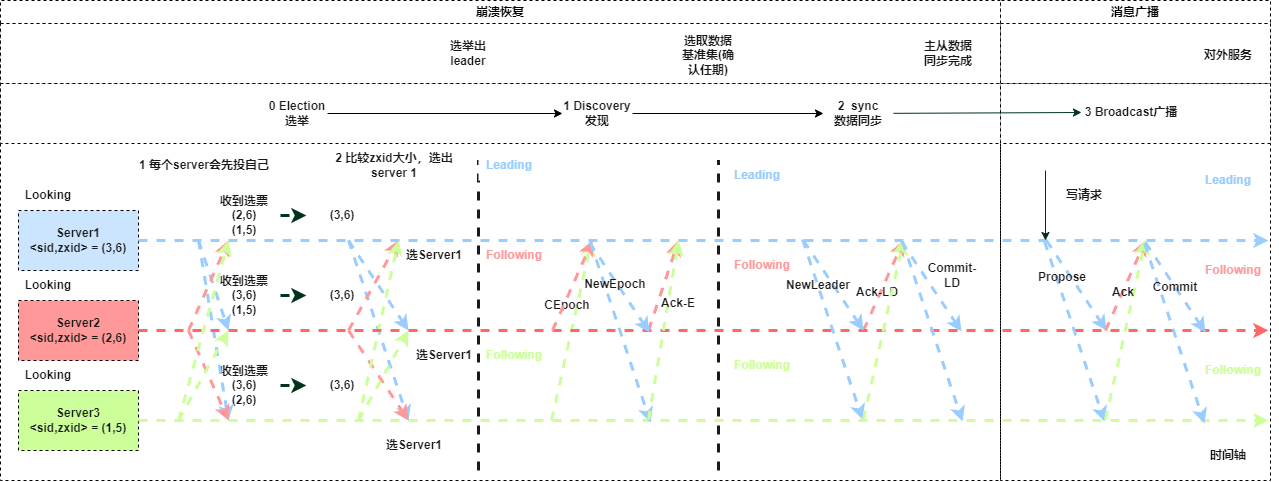 崩溃恢复
消息广播
选举出
leader
选取数据
基准集(确
认任期)
主从数据
同步完成
对外服务
0 Election
选举
1 Discovery
发现
2 sync
数据同步
3 Broadcast广播
1 每个server会先投自己
2 比较zxid大小，选出
server 1
Leading
Leading
Leading
Looking
收到选票
(2,6)
(1,5)
(3,6)
写请求
Server1
<sid,zxid> = (3,6)
选Server1
Following
Following
Following
Looking
收到选票
(3,6)
(1,5)
(3,6)
CEpoch
NewEpoch
Ack-E
NewLeader
Ack-LD
Commit-
LD
Propose
Ack
Commit
Server2
<sid,zxid> = (2,6)
选Server1
Following
Following
Following
Looking
收到选票
(3,6)
(2,6)
(3,6)
Server3
<sid,zxid> = (1,5)
选Server1
时间轴